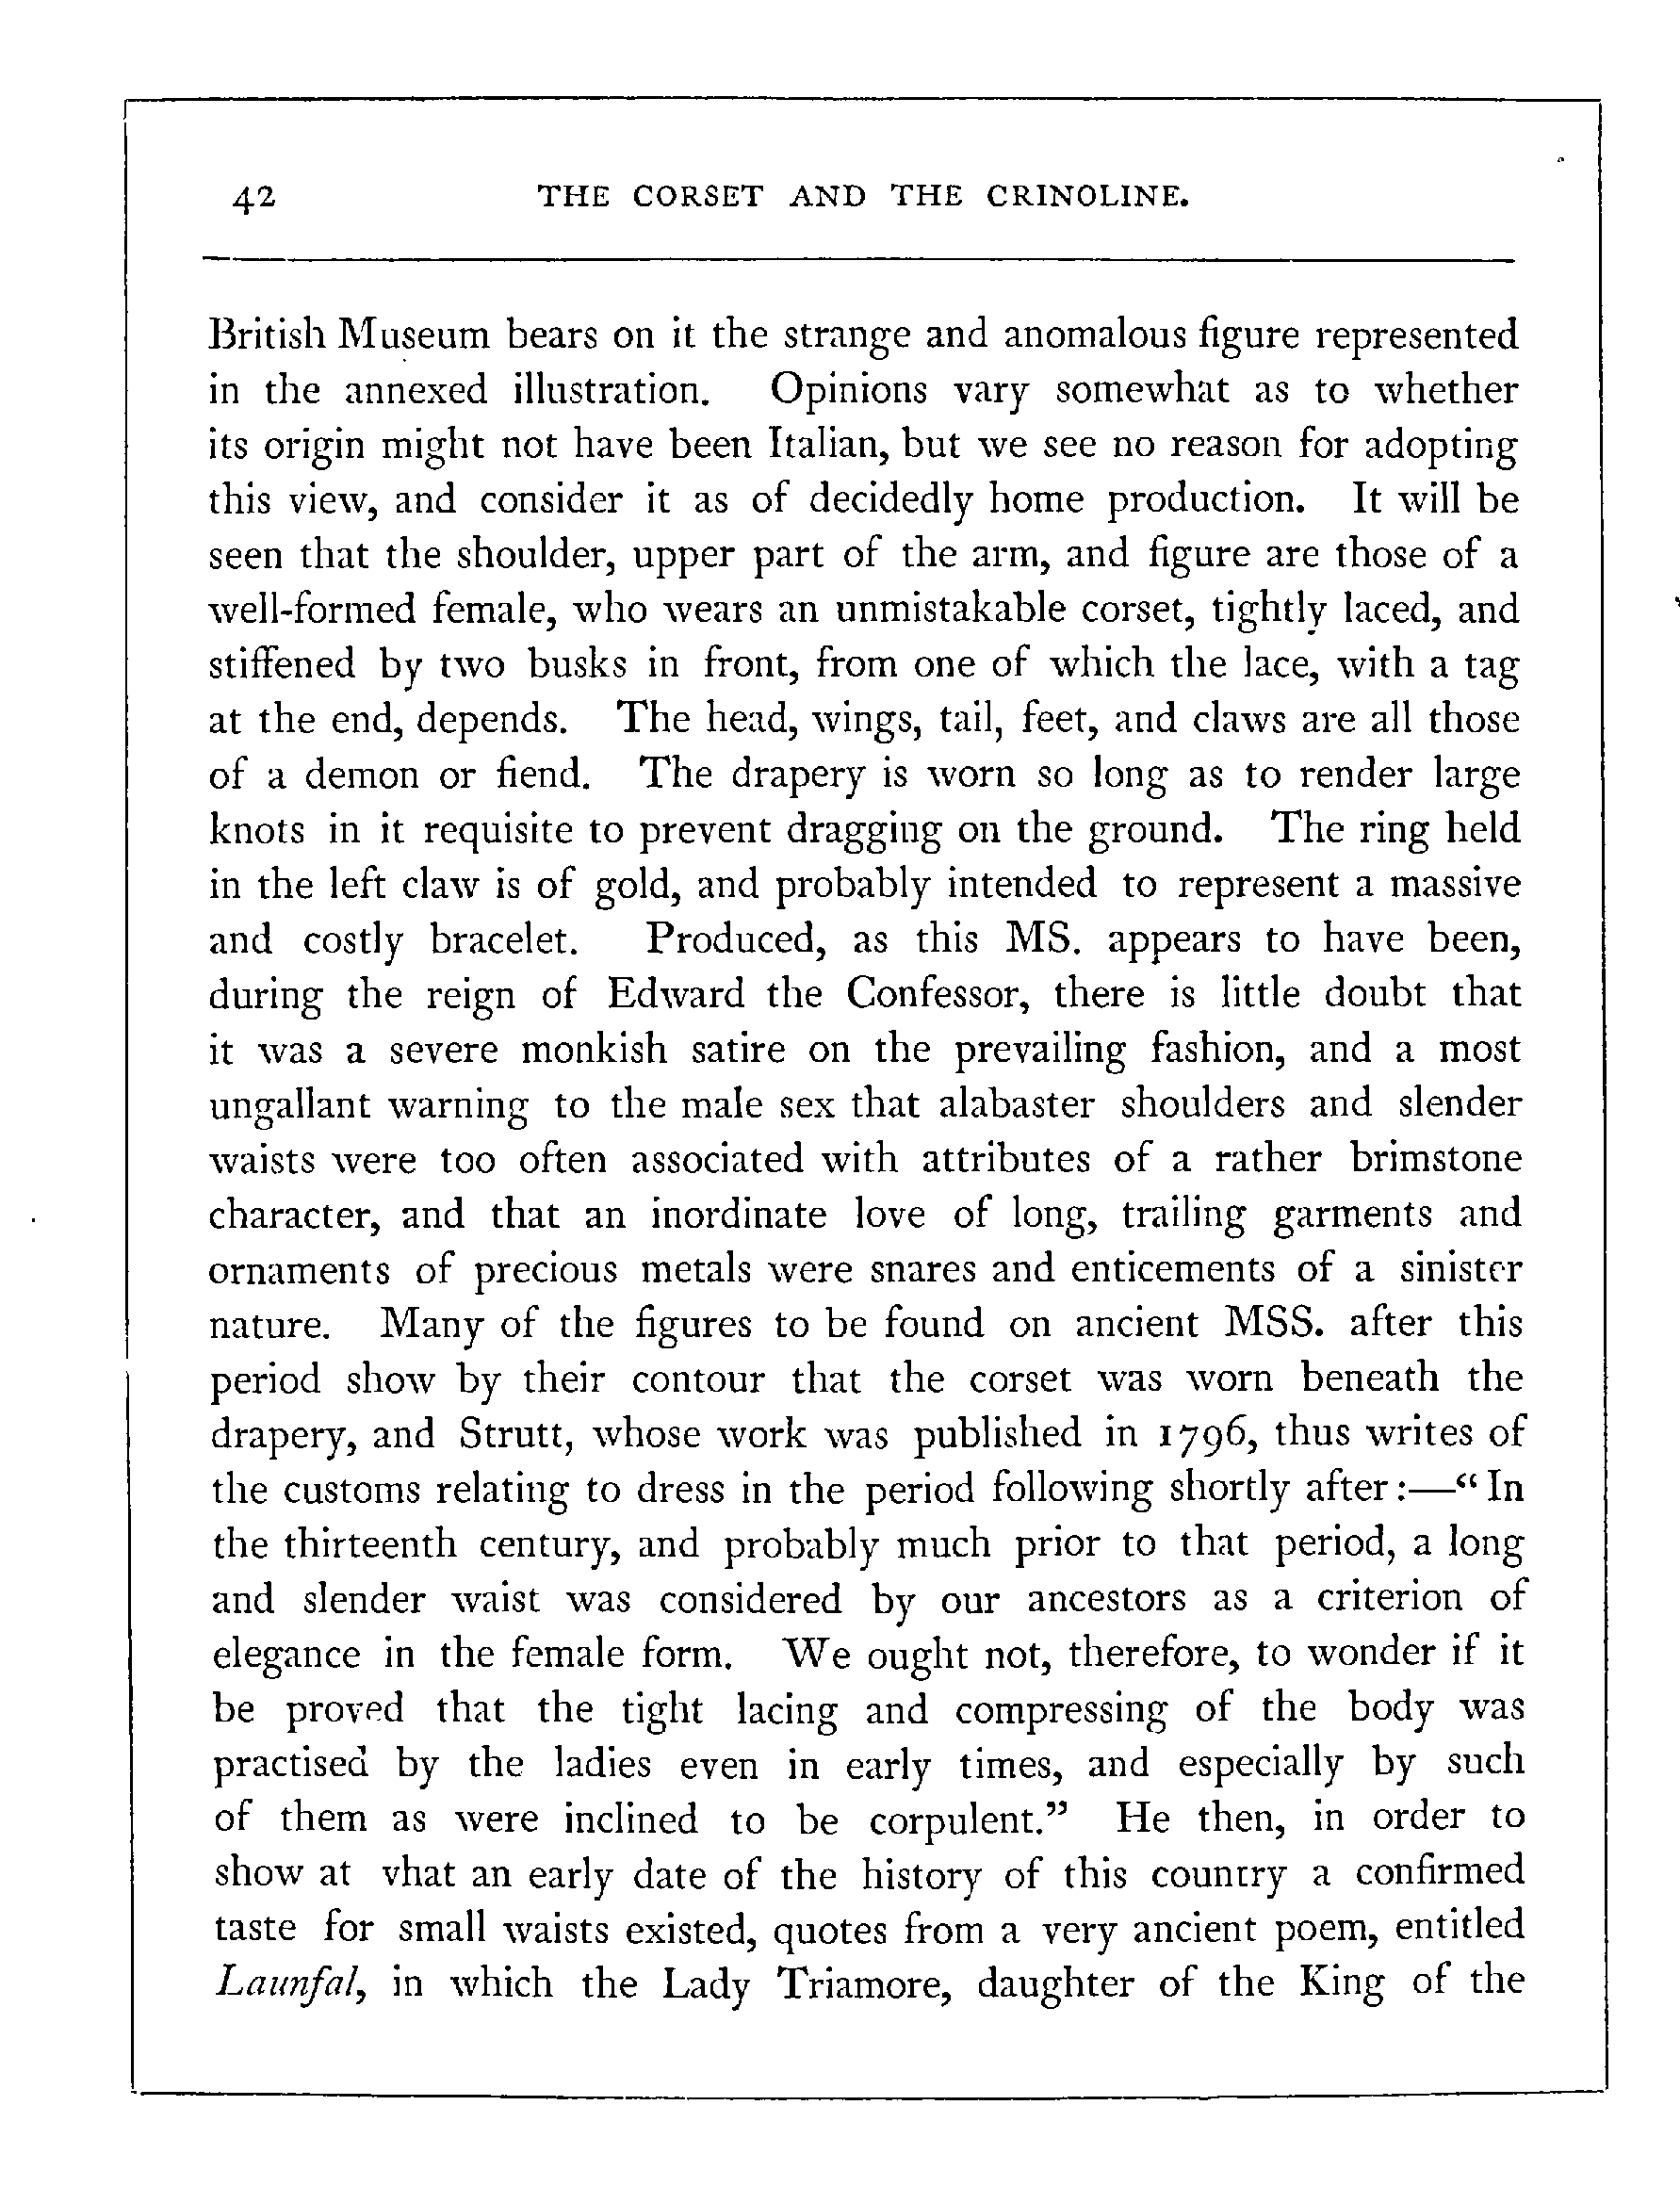 42 THE CORSET AND THE CRINOLINE.
British Museum bears on it the strange and anomalous figure represented
in the annexed illustration. Opinions vary somewhat as to whether
its origin might not have been Italian, but we see no reason for adopting
this view, and consider it as of decidedly home production. It will be
seen that the shoulder, upper part of the arm, and figure are those of a
well-formed female, who wears an unmistakable corset, tightly laced, and
stiffened by two busks in front, from one of which the lace, with a tag
at the end, depends. The head, wings, tail, feet, and claws are all those
of a demon or fiend. The drapery is worn so long as to render large
knots in it requisite to prevent dragging on the ground. The ring held
in the left claw is of gold, and probably intended to represent a massive
and costly bracelet. Produced, as this MS. appears to have been,
during the reign of Edward the Confessor, there is little doubt that
it was a severe monkish satire on the prevailing fashion, and a most
ungallant warning to the male sex that alabaster shoulders and slender
waists were too often associated with attributes of a rather brimstone
character, and that an inordinate love of long, trailing garments and
ornaments of precious metals were snares and enticements of a sinister
nature. Many of the figures to be found on ancient MSS. after this
period show by their contour that the corset was worn beneath the
drapery, and Strutt, whose work was published in 1796, thus writes of
the customs relating to dress in the period following shortly after:—“In
the thirteenth century, and probably much prior to that period, a long
and slender waist was considered by our ancestors as a criterion of
elegance in the female form. We ought not, therefore, to wonder if it
be proved that the tight lacing and compressing of the body was
practised by the ladies even in early times, and especially by such
of them as were inclined to be corpulent.” He then, in order to
show at vhat an early date of the history of this country a confirmed
taste for small waists existed, quotes from a very ancient poem, entitled
Launfal, in which the Lady Triamore, daughter of the King of the